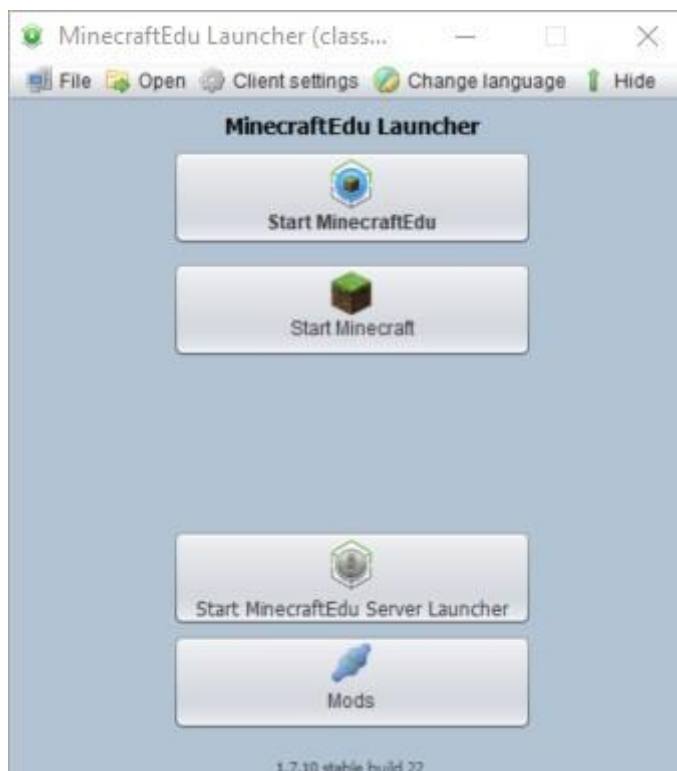 MinecraftEdu Launcher (class...
File Open Client settings Change language Hide
MinecraftEdu Launcher
Start MinecraftEdu
Start Minecraft
Start MinecraftEdu Server Launcher
Mods
1.7.10 stable build 22